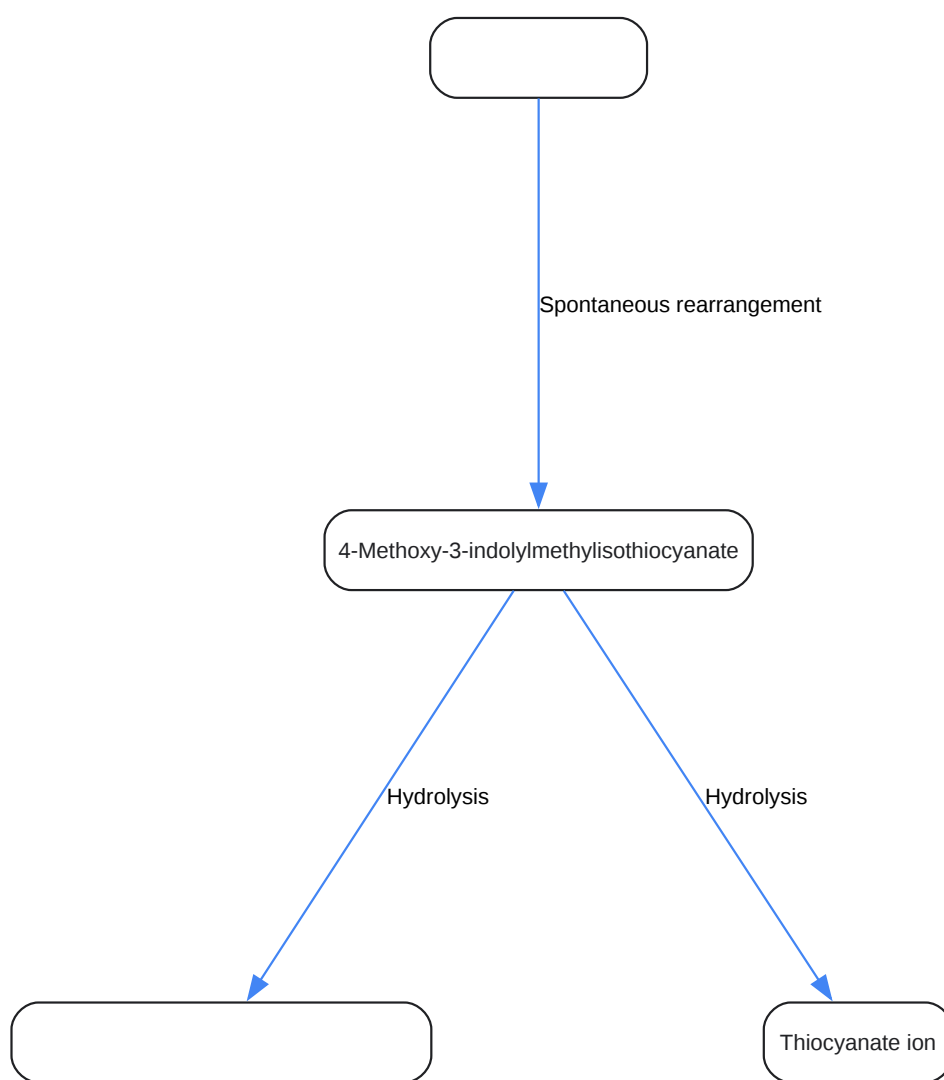 Spontaneous rearrangement
4-Methoxy-3-indolylmethylisothiocyanate
Hydrolysis
Hydrolysis
Thiocyanate ion